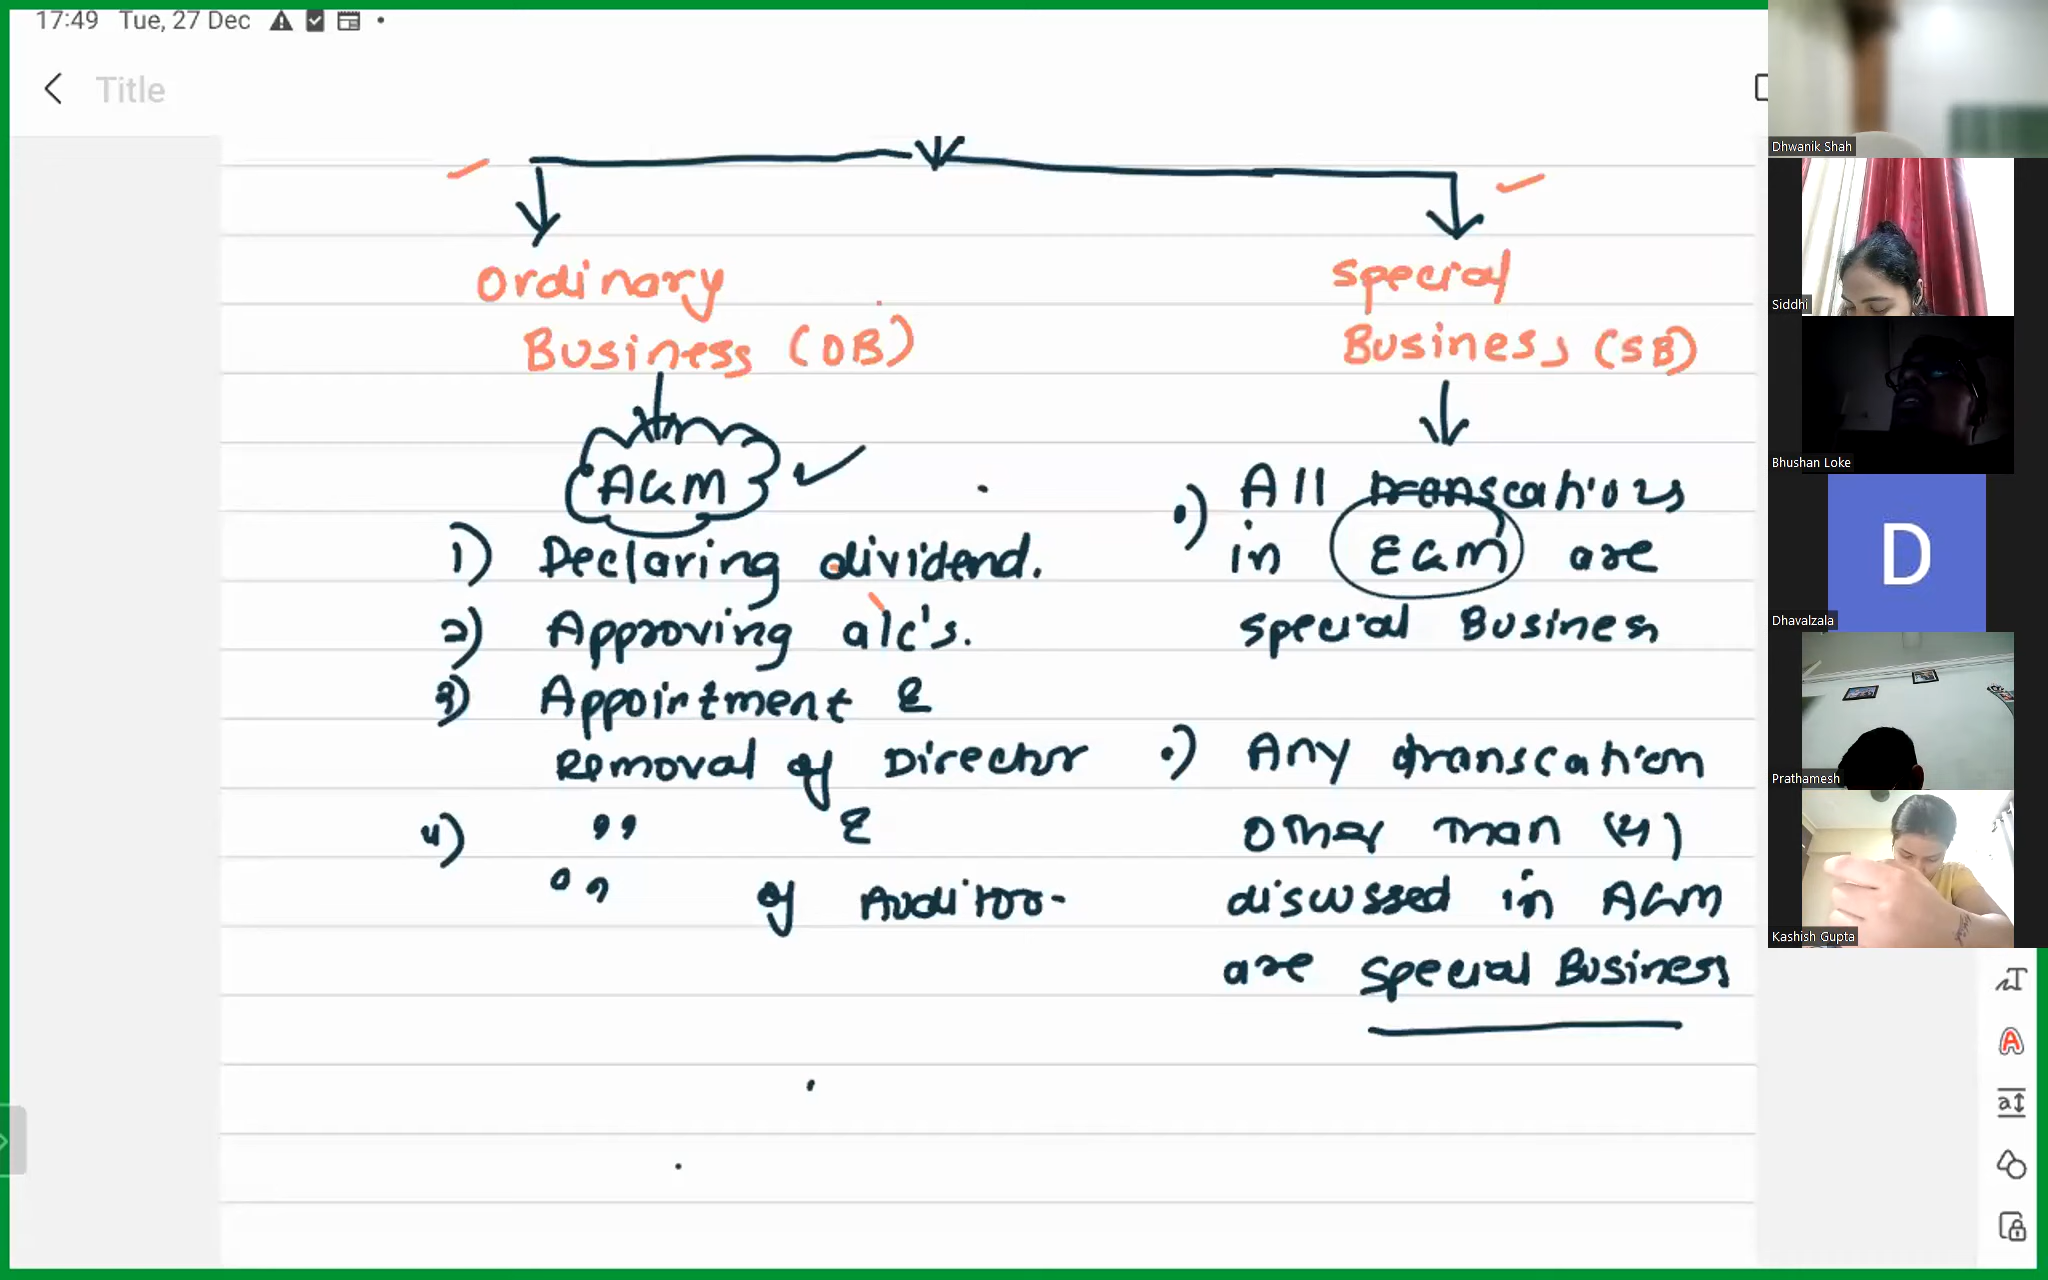 17:49 Tue, 27 Dec
Title
Ordinary
Business (OB)
AGM
1) Declaring dividend.
2) Approving a/c's.
3) Appointment &
Removal of Director
4) ,, &
,, of Auditor.
Special
Business (SB)
•) All transcations
in EGM are
special Business
•) Any transcation
other than (4)
discussed in AGM
are special Business
Dhwanik Shah
Siddhi
Bhushan Loke
D
Dhavalzala
Prathamesh
Kashish Gupta